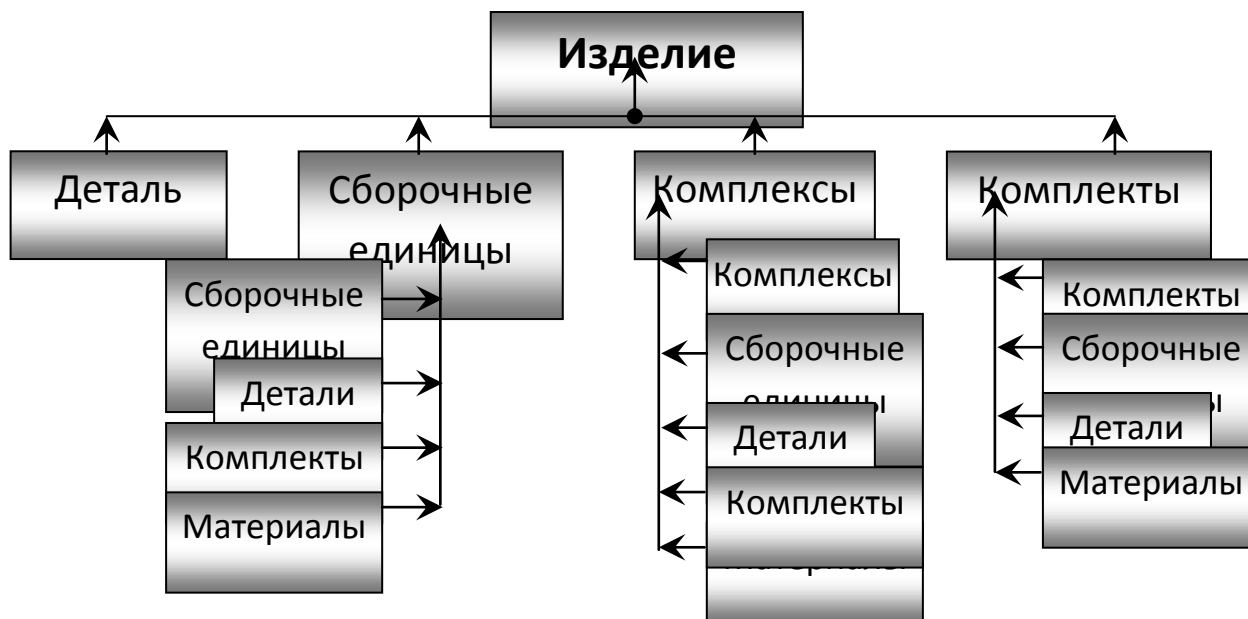 Изделие
Деталь
Сборочные
единицы
Комплексы
Комплекты
Сборочные
единицы
Детали
Комплекты
Материалы
Комплексы
Сборочные
единицы
Детали
Комплекты
Комплекты
Сборочные
Детали
Материалы